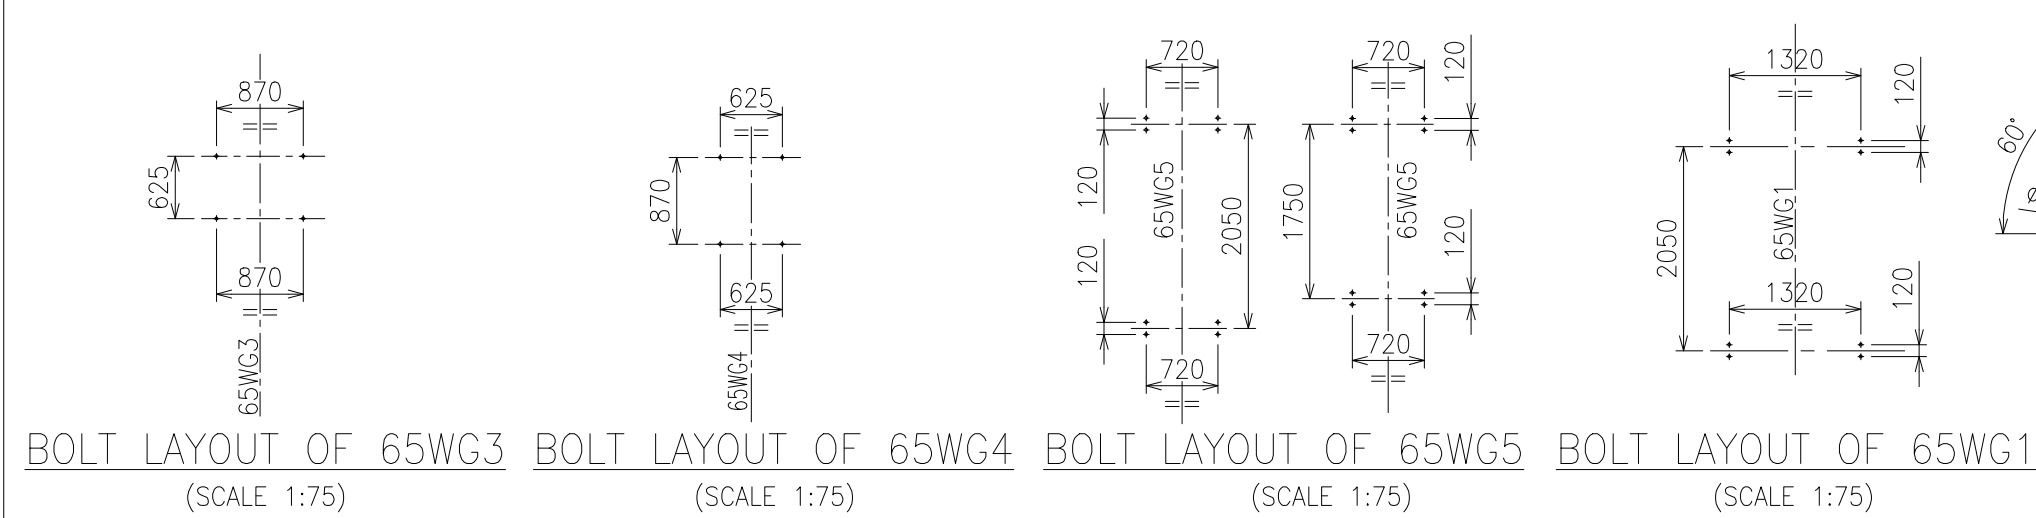 870
625
870
65WG3
BOLT LAYOUT OF 65WG3
(SCALE 1:75)
625
870
625
65WG4
BOLT LAYOUT OF 65WG4
(SCALE 1:75)
720
120
65WG5
2050
120
720
720
120
1750
65WG5
120
720
BOLT LAYOUT OF 65WG5
(SCALE 1:75)
1320
120
2050
65WG1
1320
120
BOLT LAYOUT OF 65WG1
(SCALE 1:75)
60°